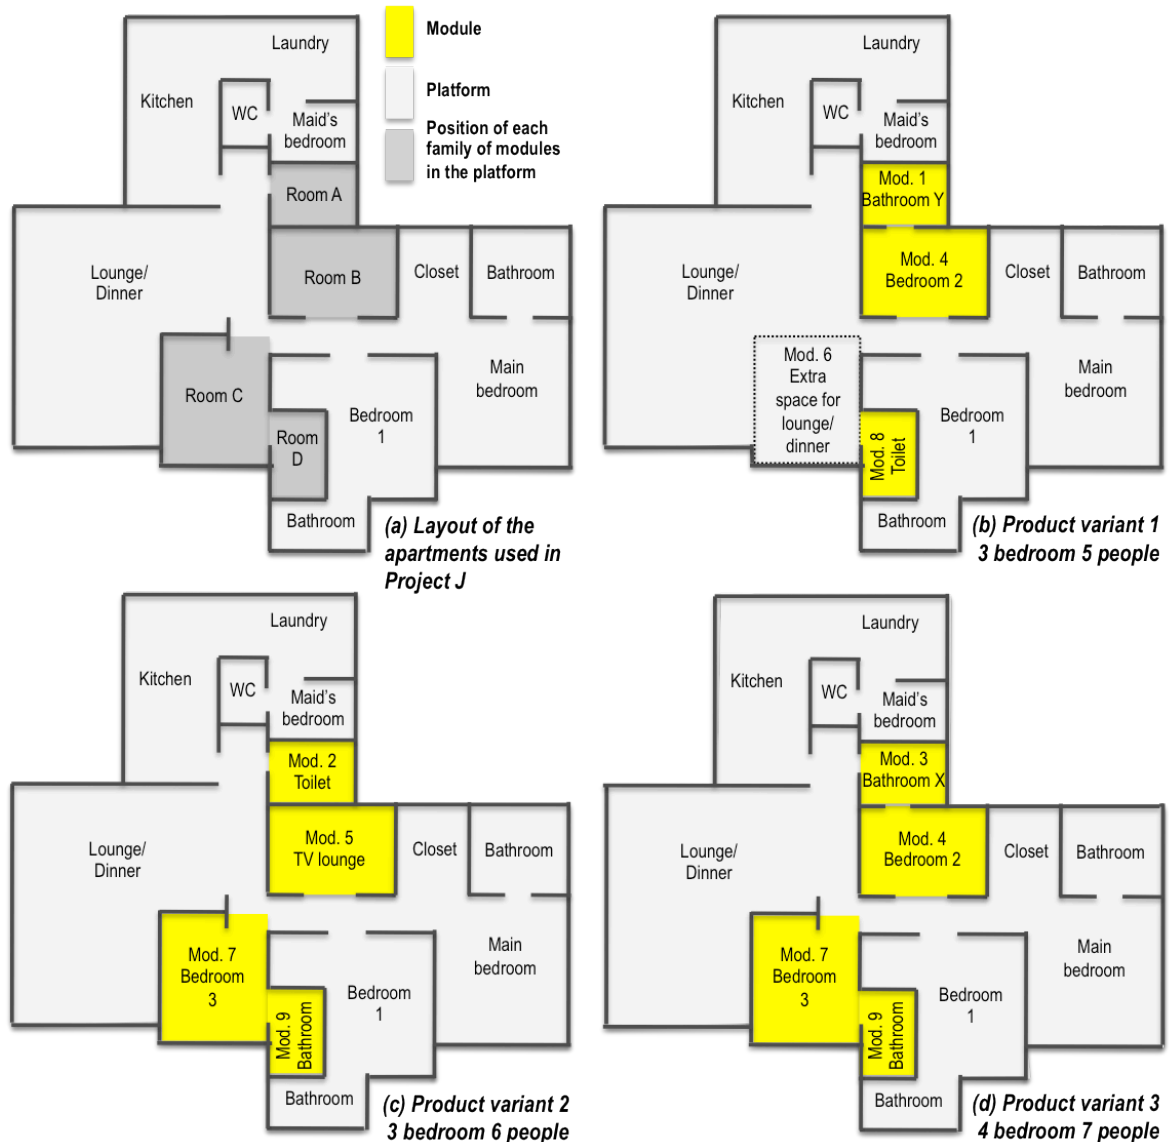 Module
Platform
Position of each
family of modules
in the platform
Laundry
Kitchen
WC
Maid's
bedroom
Room A
Lounge/
Dinner
Room B
Closet
Bathroom
Room C
Main
bedroom
Bedroom
1
Room
D
Bathroom
(a) Layout of the
apartments used in
Project J
Laundry
Kitchen
WC
Maid's
bedroom
Mod. 1
Bathroom Y
Lounge/
Dinner
Mod. 4
Bedroom 2
Closet
Bathroom
Mod. 6
Extra
space for
lounge/
dinner
Main
bedroom
Bedroom
1
Mod. 8
Toilet
Bathroom
(b) Product variant 1
3 bedroom 5 people
Laundry
Kitchen
WC
Maid's
bedroom
Mod. 2
Toilet
Lounge/
Dinner
Mod. 5
TV lounge
Closet
Bathroom
Mod. 7
Bedroom
3
Main
bedroom
Bedroom
1
Mod. 9
Bathroom
Bathroom
(c) Product variant 2
3 bedroom 6 people
Laundry
Kitchen
WC
Maid's
bedroom
Mod. 3
Bathroom X
Lounge/
Dinner
Mod. 4
Bedroom 2
Closet
Bathroom
Mod. 7
Bedroom
3
Main
bedroom
Bedroom
1
Mod. 9
Bathroom
Bathroom
(d) Product variant 3
4 bedroom 7 people